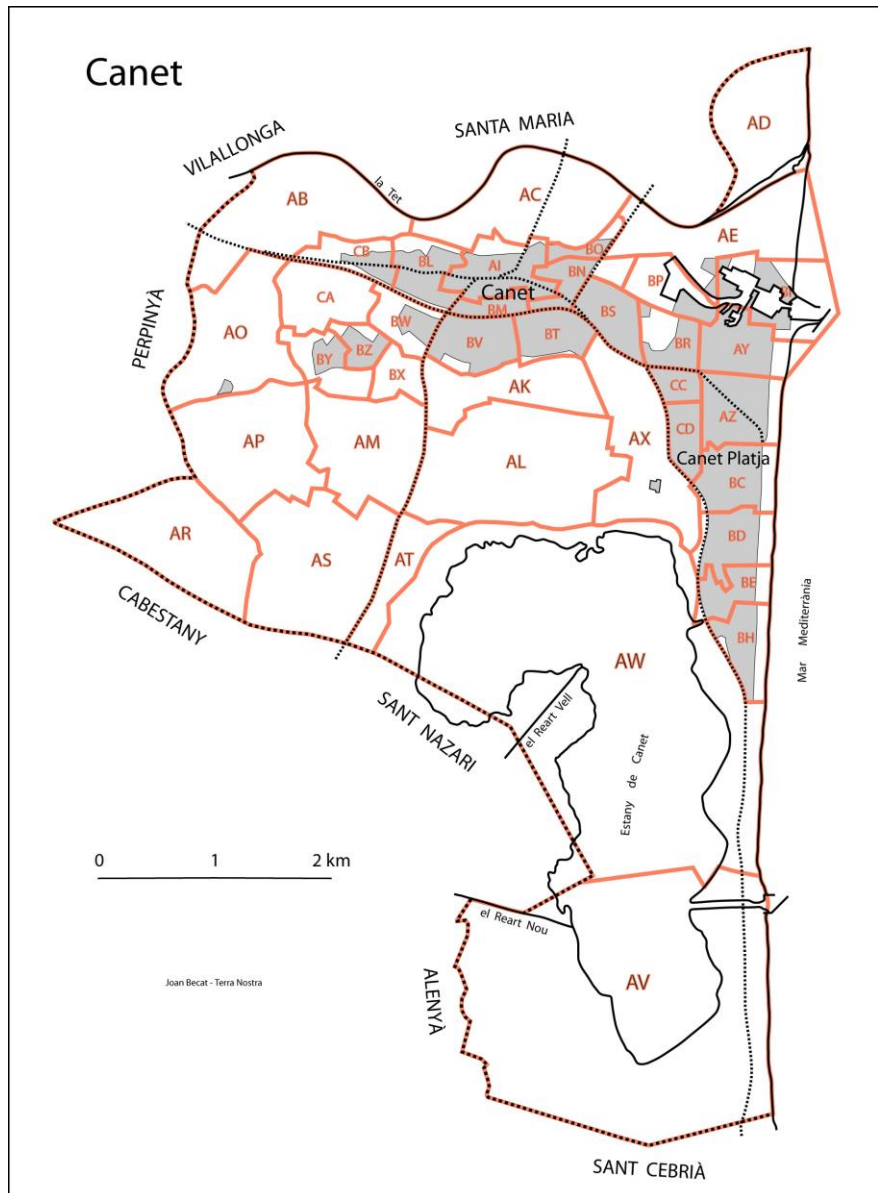 Canet
AD
SANTA MARIA
VILALLONGA
la Tet
AB
AC
AE
CB
BL
AI
BQ
BN
BP
Canet
CA
BM
BS
PERPINYÀ
AO
BW
BV
BT
BR
AY
BY
BZ
BX
AK
CC
AZ
AP
AM
AL
AX
CD
Canet Platja
BC
AR
AS
AT
BD
BE
BH
CABESTANY
Mar Mediterrània
AW
SANT NAZARI
el Reart Vell
Estany de Canet
0 1 2 km
el Reart Nou
Joan Becat - Terra Nostra
ALENYÀ
AV
SANT CEBRIÀ